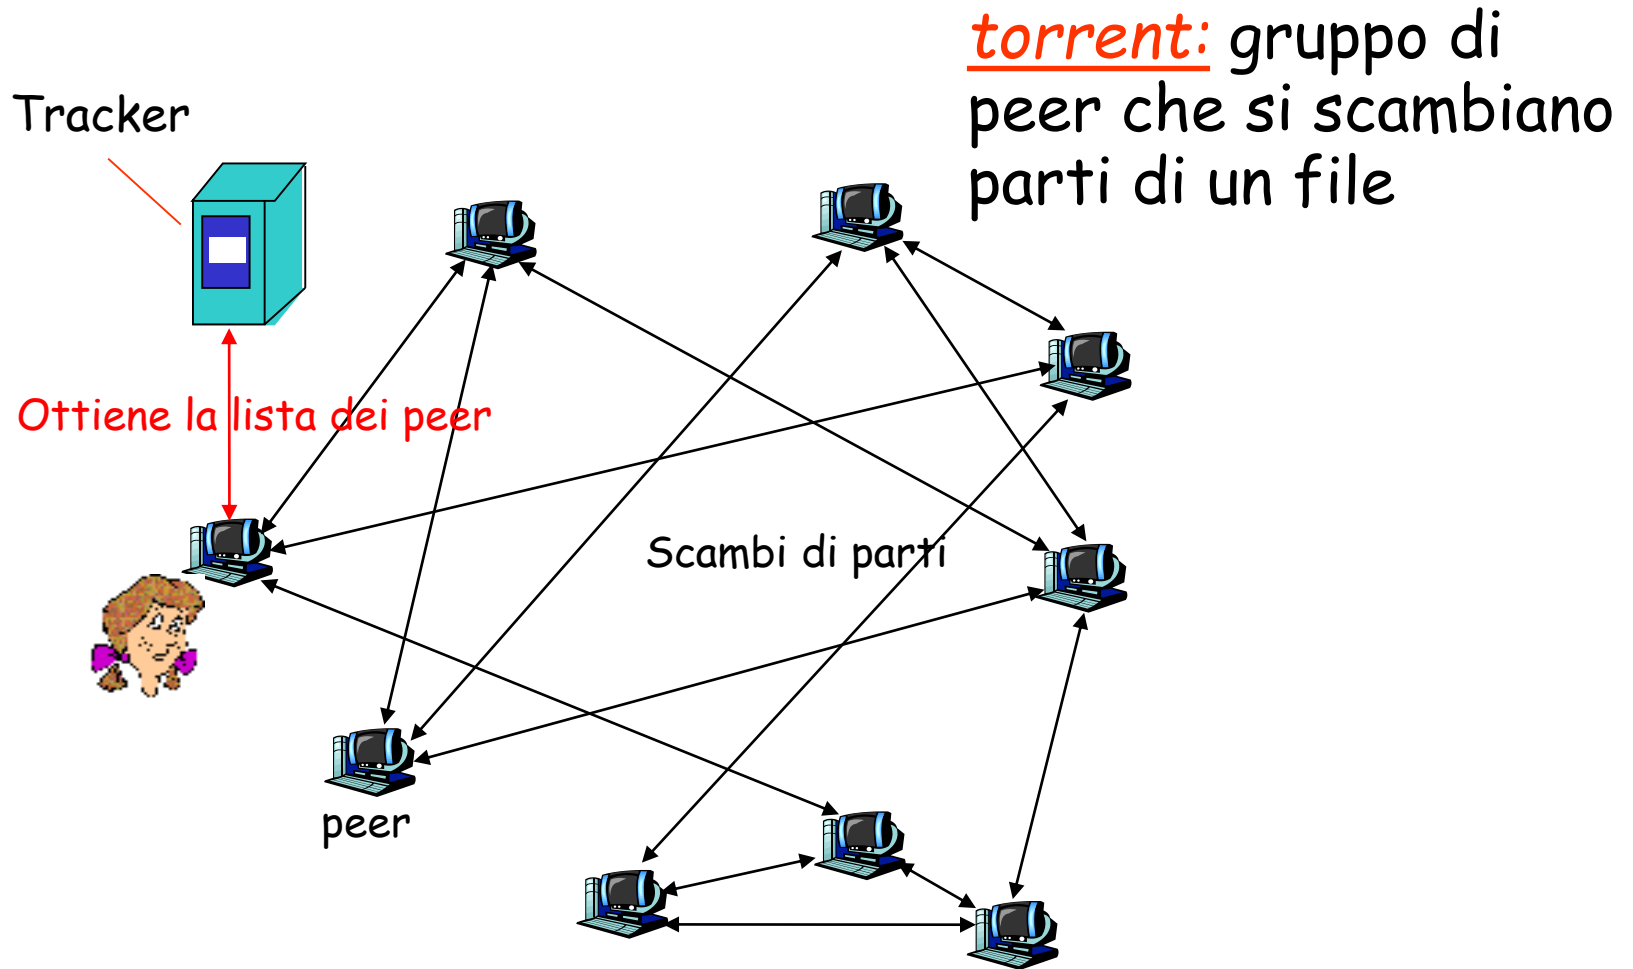 torrent: gruppo di
peer che si scambiano
parti di un file
Tracker
Ottiene la lista dei peer
Scambi di parti
peer